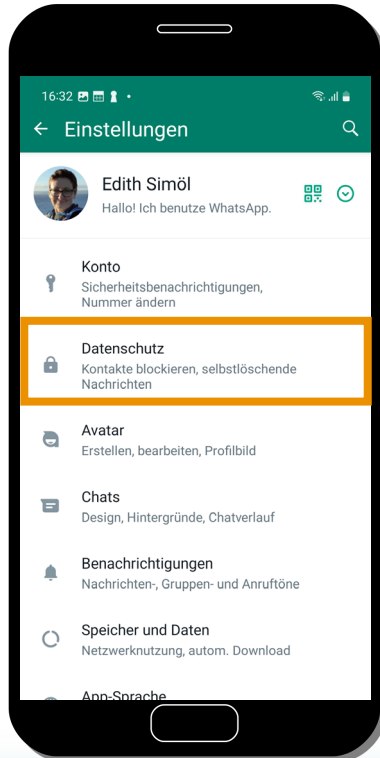 16:32
Einstellungen
Edith Simöl
Hallo! Ich benutze WhatsApp.
Konto
Sicherheitsbenachrichtigungen,
Nummer ändern
Datenschutz
Kontakte blockieren, selbstlöschende
Nachrichten
Avatar
Erstellen, bearbeiten, Profilbild
Chats
Design, Hintergründe, Chatverlauf
Benachrichtigungen
Nachrichten-, Gruppen- und Anruftöne
Speicher und Daten
Netzwerknutzung, autom. Download
App-Sprache